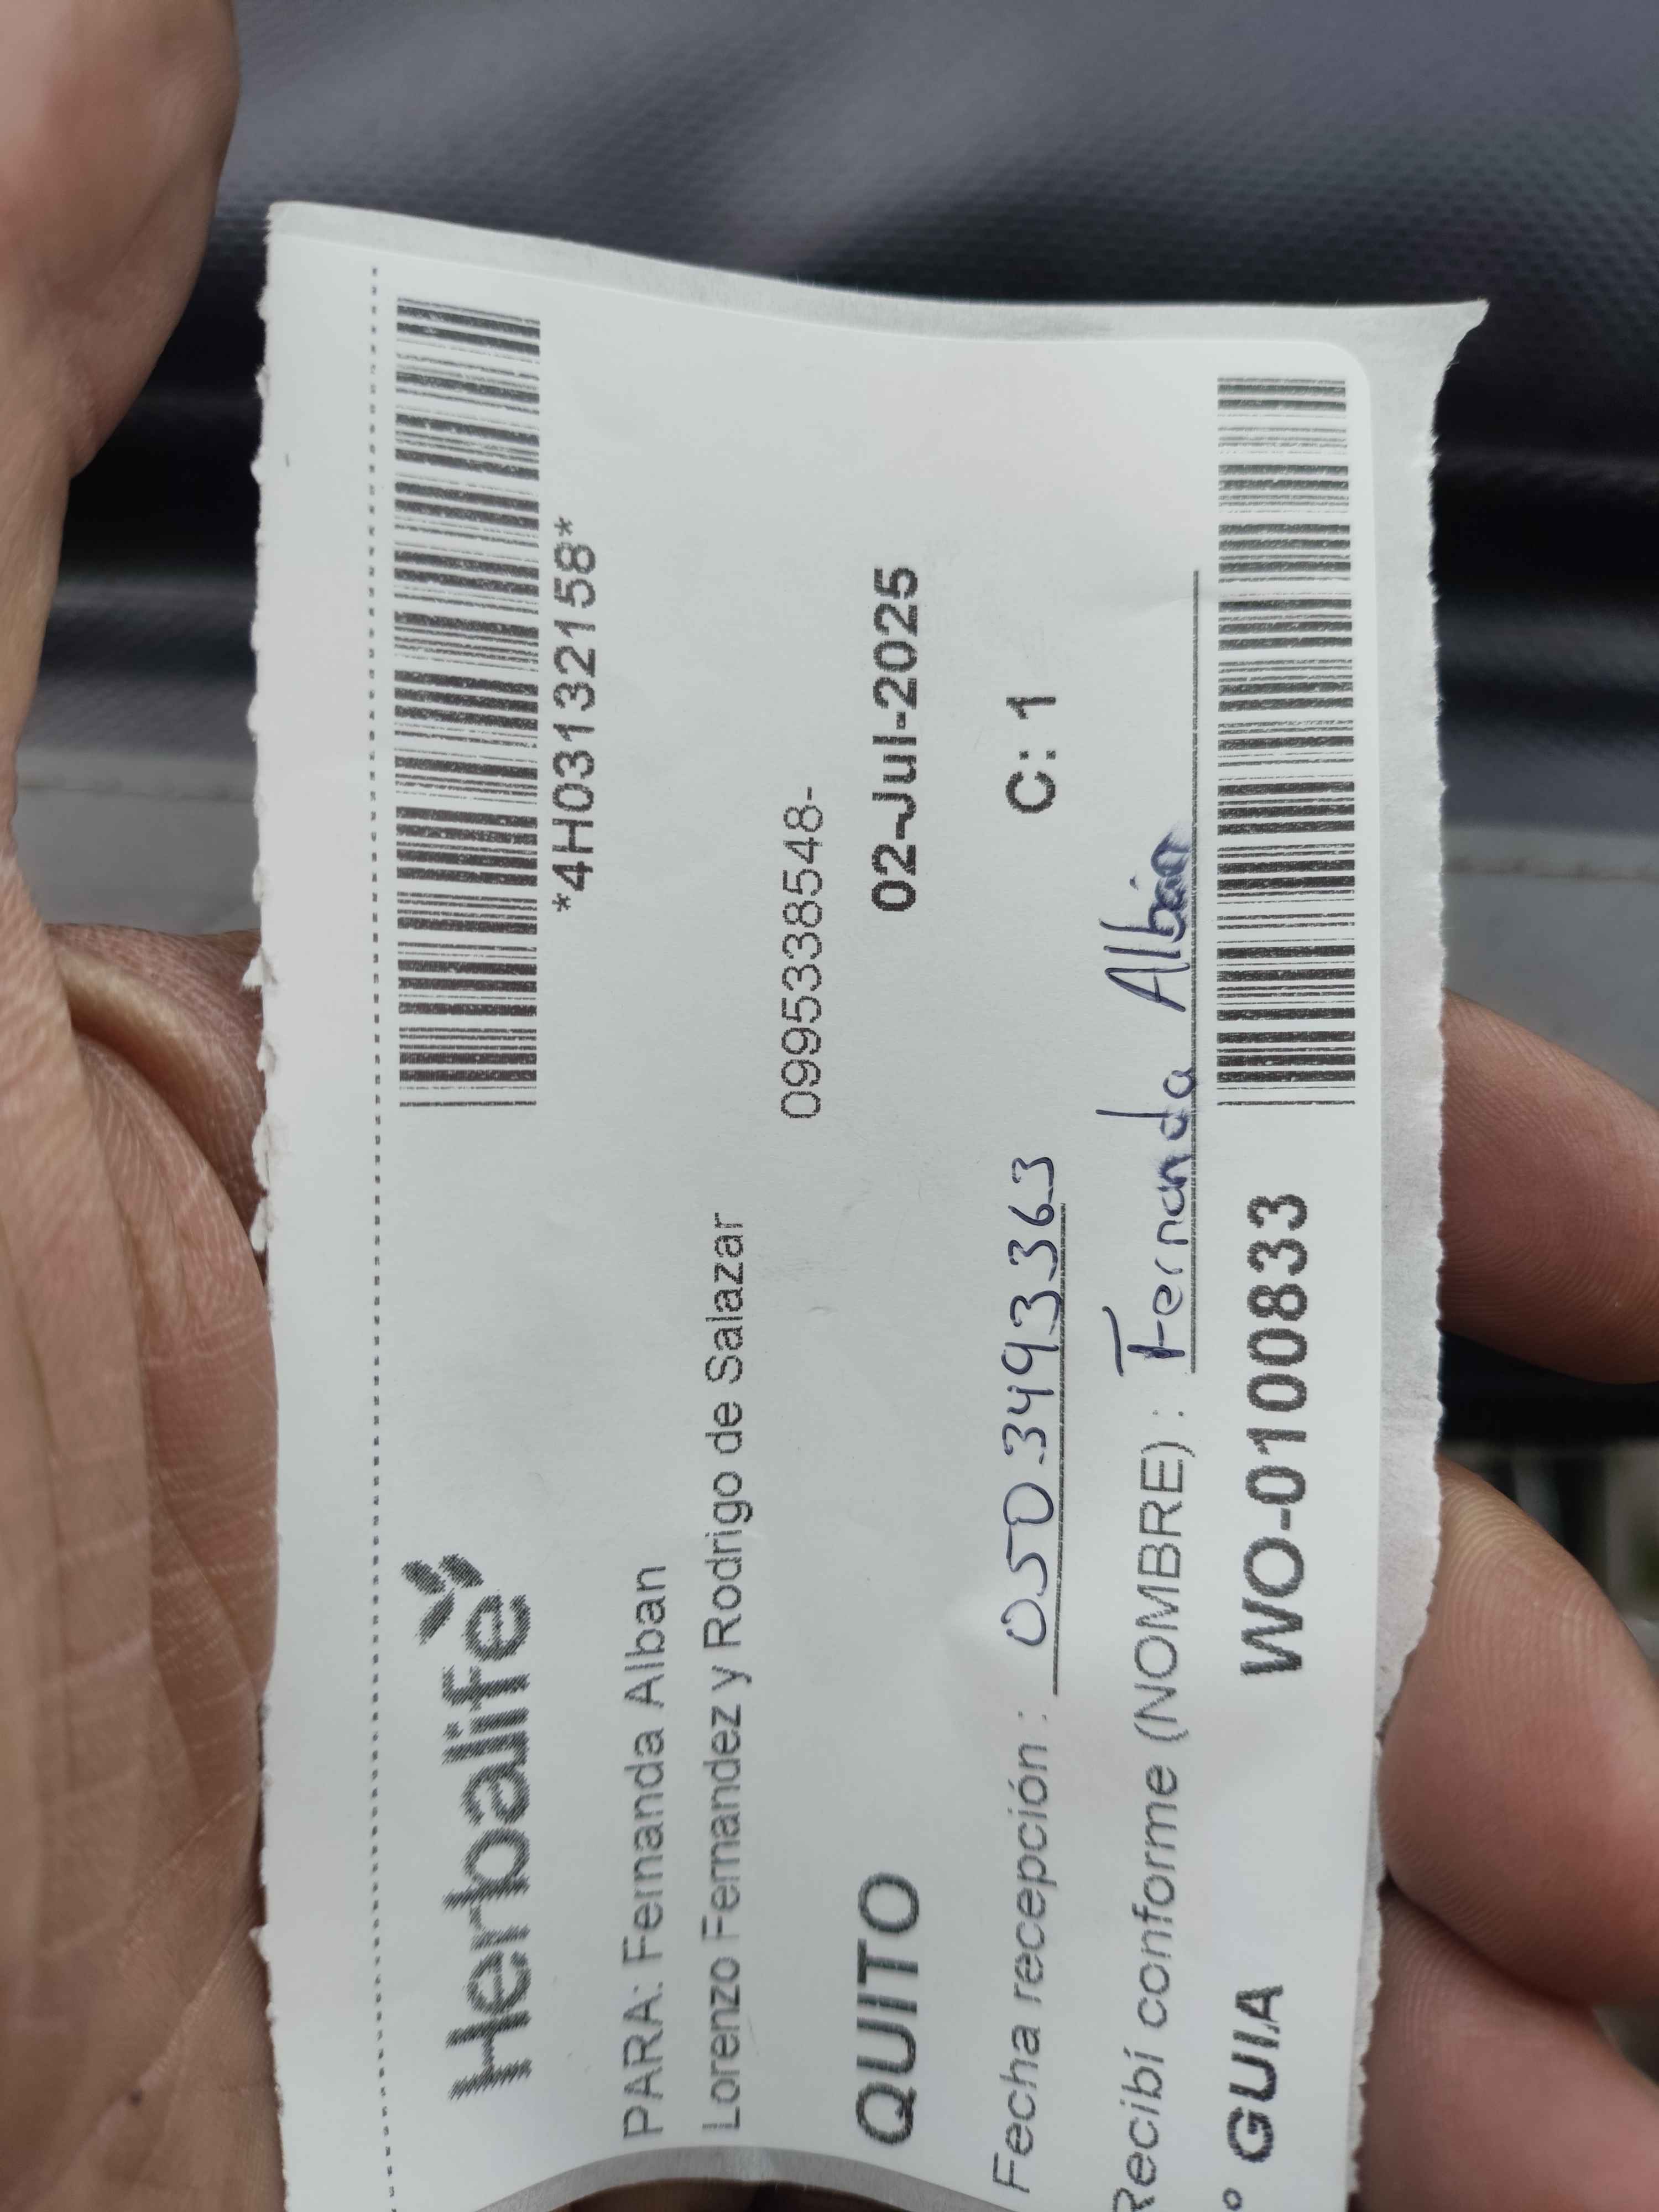 Herbalife
*4H03132158*
PARA: Fernanda Alban
Lorenzo Fernandez y Rodrigo de Salazar
0995338548-
QUITO 02-Jul-2025
Fecha recepción : 0503493363 C: 1
Recibí conforme (NOMBRE) : Fernanda Albán
° GUIA WO-0100833